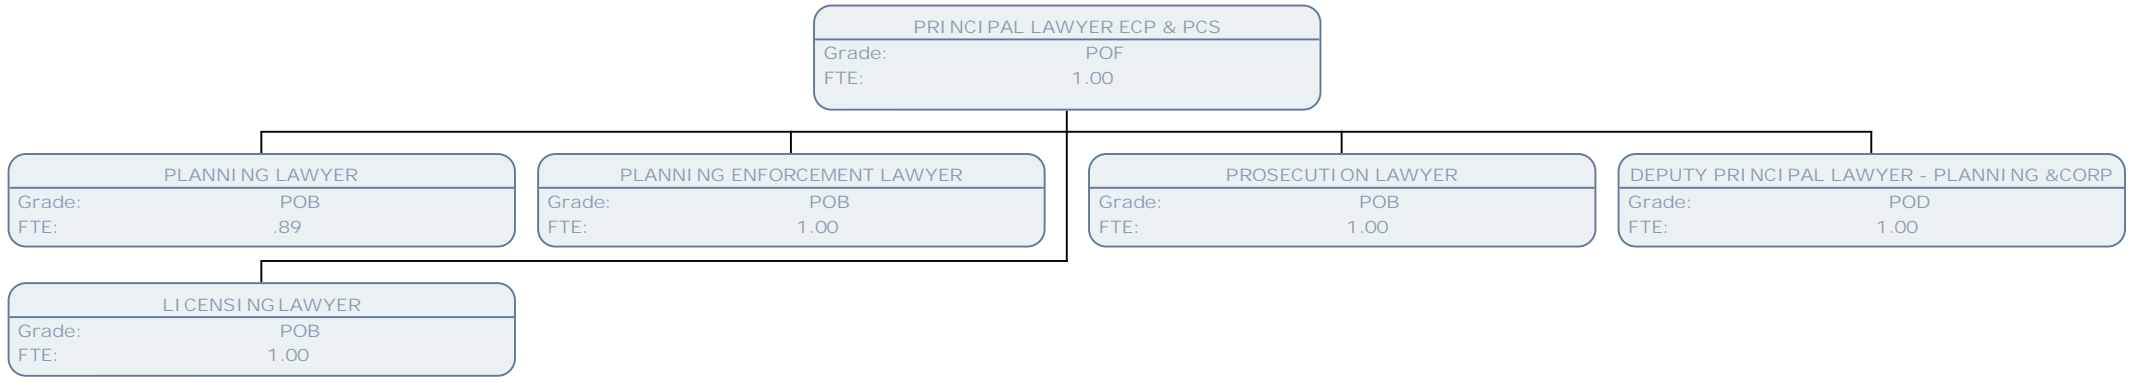 PRINCIPAL LAWYER ECP & PCS
Grade: POF
FTE: 1.00
PLANNING LAWYER
Grade: POB
FTE: .89
PLANNING ENFORCEMENT LAWYER
Grade: POB
FTE: 1.00
PROSECUTION LAWYER
Grade: POB
FTE: 1.00
DEPUTY PRINCIPAL LAWYER - PLANNING &CORP
Grade: POD
FTE: 1.00
LICENSING LAWYER
Grade: POB
FTE: 1.00